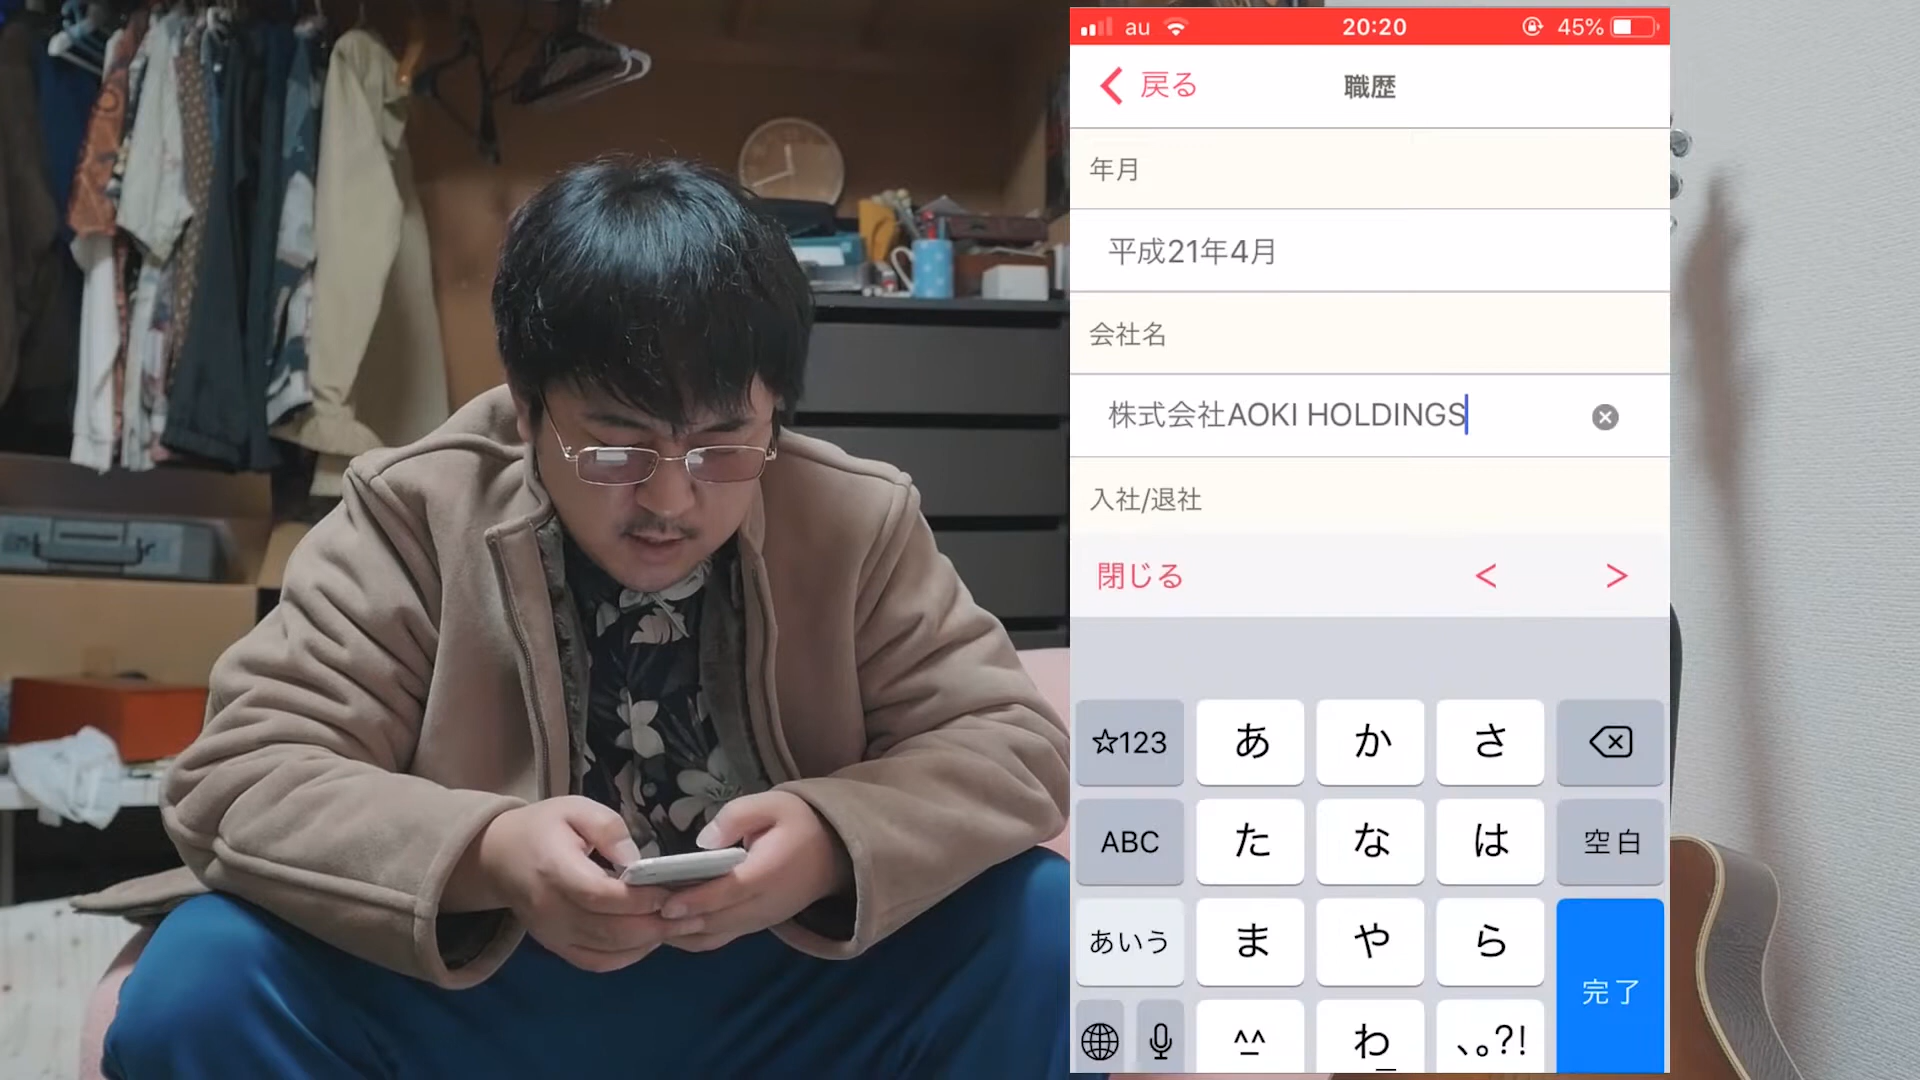 au 20:20 45%
戻る 職歴
年月
平成21年4月
会社名
株式会社AOKI HOLDINGS
入社/退社
閉じる < >
☆123 あ か さ
ABC た な は 空白
あいう ま や ら
完了
^^ わ 、。?!